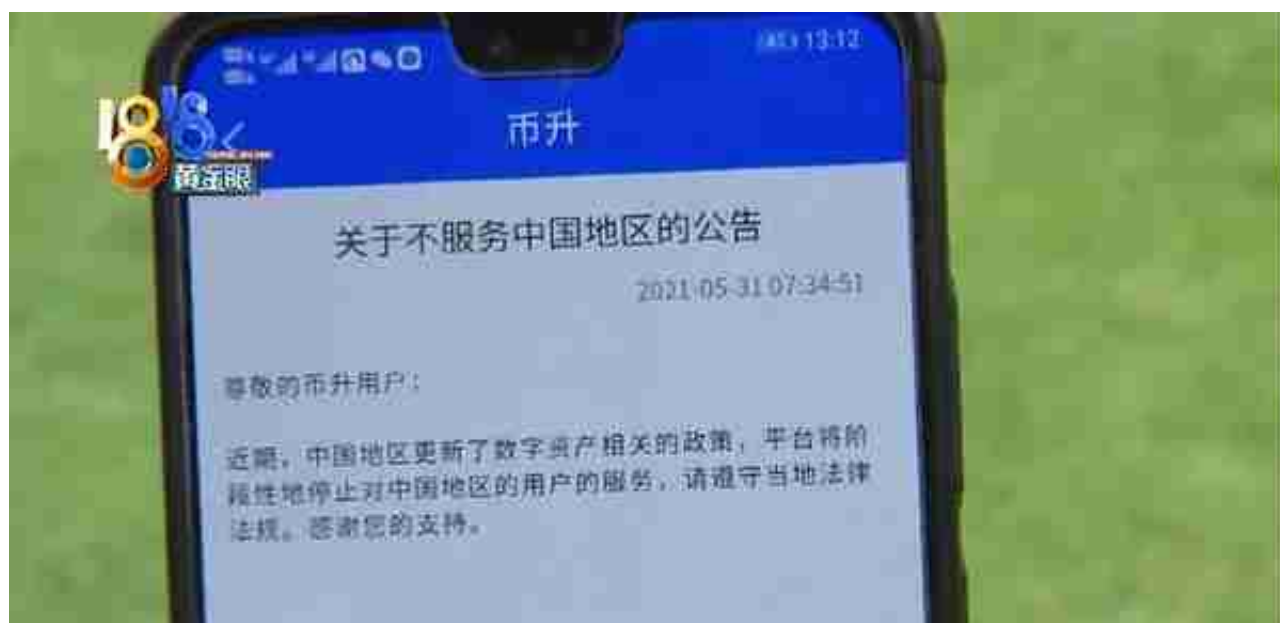 13:12
1818
黄金眼
币升
关于不服务中国地区的公告
2021-05-31 07:34:51
尊敬的币升用户：
近期，中国地区更新了数字资产相关的政策，平台将阶
段性地停止对中国地区的用户的服务，请遵守当地法律
法规。感谢您的支持。